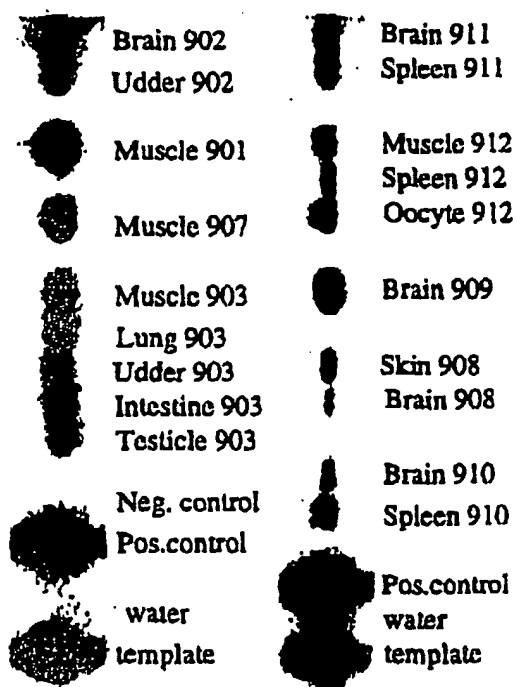 Brain 902
Udder 902
Muscle 901
Muscle 907
Muscle 903
Lung 903
Udder 903
Intestine 903
Testicle 903
Neg. control
Pos.control
water
template
Brain 911
Spleen 911
Muscle 912
Spleen 912
Oocyte 912
Brain 909
Skin 908
Brain 908
Brain 910
Spleen 910
Pos.control
water
template